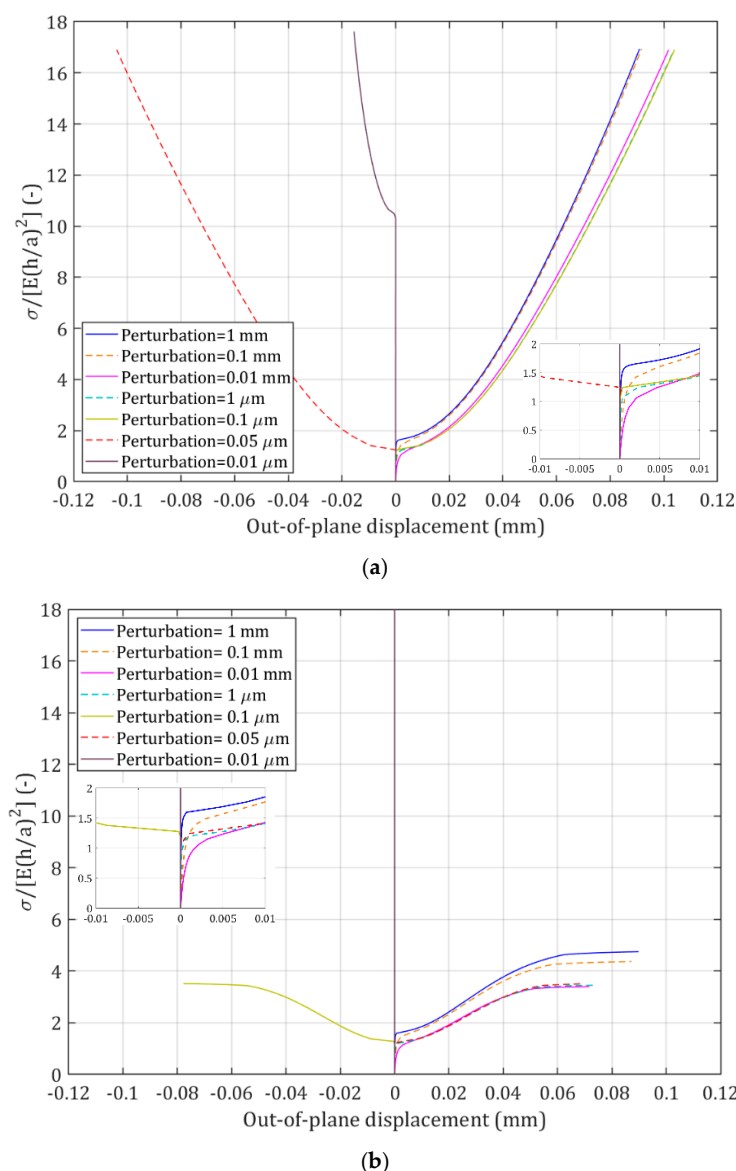 18
16
14
12
10
8
6
4
2
0
σ/[E(h/a)²] (-)
Perturbation=1 mm
Perturbation=0.1 mm
Perturbation=0.01 mm
Perturbation=1 μm
Perturbation=0.1 μm
Perturbation=0.05 μm
Perturbation=0.01 μm
2
1.5
1
0.5
0
-0.01 -0.005 0 0.005 0.01
-0.12 -0.1 -0.08 -0.06 -0.04 -0.02 0 0.02 0.04 0.06 0.08 0.1 0.12
Out-of-plane displacement (mm)
(a)
18
16
14
12
10
8
6
4
2
0
σ/[E(h/a)²] (-)
Perturbation= 1 mm
Perturbation= 0.1 mm
Perturbation= 0.01 mm
Perturbation= 1 μm
Perturbation= 0.1 μm
Perturbation= 0.05 μm
Perturbation= 0.01 μm
2
1.5
1
0.5
0
-0.01 -0.005 0 0.005 0.01
-0.12 -0.1 -0.08 -0.06 -0.04 -0.02 0.00 0.02 0.04 0.06 0.08 0.1 0.12
Out-of-plane displacement (mm)
(b)